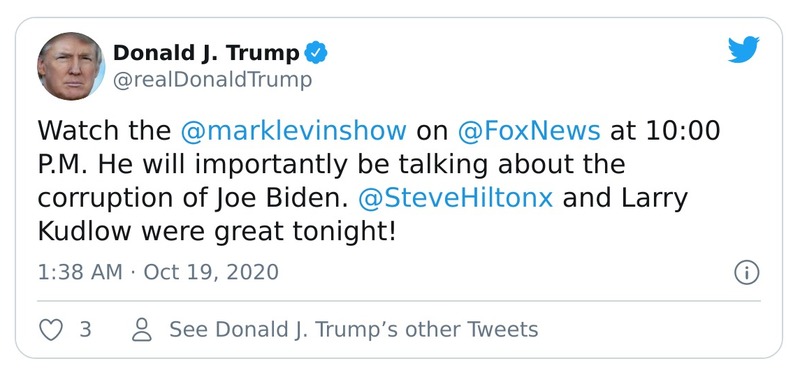 Donald J. Trump
@realDonaldTrump
Watch the @marklevinshow on @FoxNews at 10:00
P.M. He will importantly be talking about the
corruption of Joe Biden. @SteveHiltonx and Larry
Kudlow were great tonight!
1:38 AM · Oct 19, 2020
3
See Donald J. Trump’s other Tweets